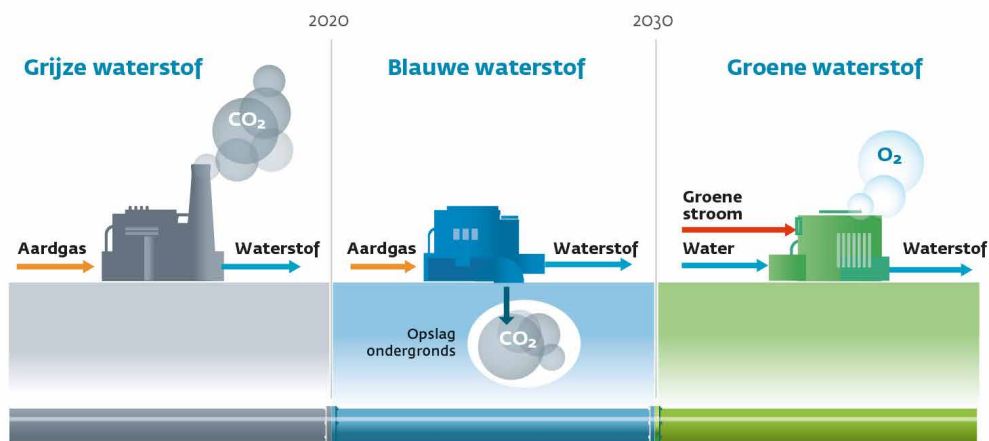 2020
2030
Grijze waterstof
CO₂
Aardgas
Waterstof
Blauwe waterstof
Aardgas
Waterstof
Opslag
ondergronds
CO₂
Groene waterstof
O₂
Groene
stroom
Water
Waterstof